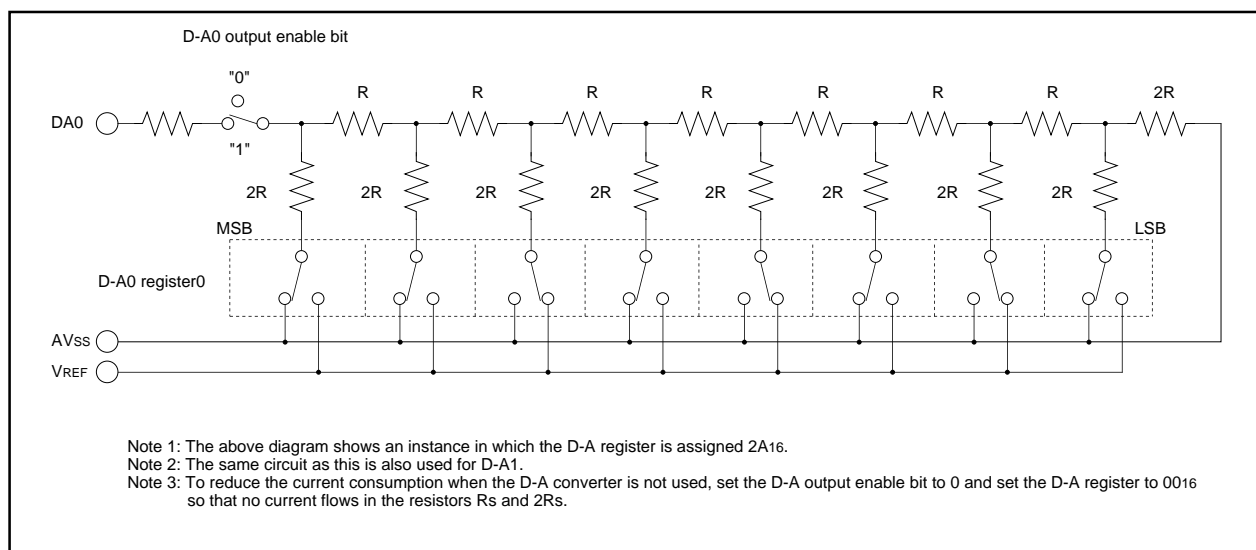 D-A0 output enable bit
"0"
R R R R R R R 2R
DA0
"1"
2R 2R 2R 2R 2R 2R 2R 2R
MSB LSB
D-A0 register0
AVSS
VREF
Note 1: The above diagram shows an instance in which the D-A register is assigned 2A16.
Note 2: The same circuit as this is also used for D-A1.
Note 3: To reduce the current consumption when the D-A converter is not used, set the D-A output enable bit to 0 and set the D-A register to 0016
so that no current flows in the resistors Rs and 2Rs.